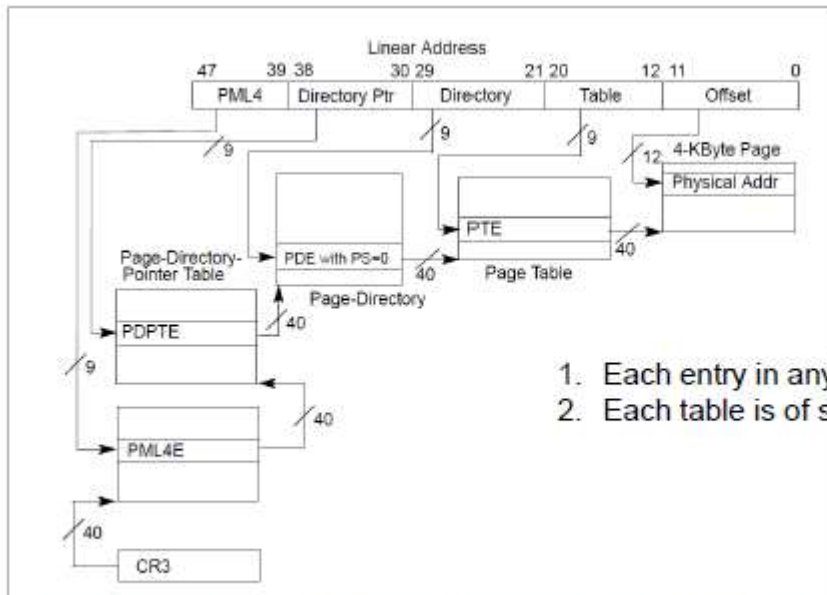 Linear Address
47 39 38 30 29 21 20 12 11 0
PML4 Directory Ptr Directory Table Offset
9 9 9 12 4-KByte Page
Physical Addr
PTE
40 40
PDE with PS=0
Page Table
Page-Directory-
Pointer Table
Page-Directory
PDPTE
40
9
1. Each entry in any
2. Each table is of s
40
PML4E
40
CR3